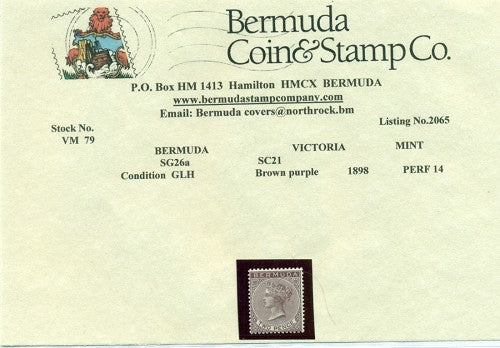 Bermuda
Coin&Stamp Co.
P.O. Box HM 1413 Hamilton HMCX BERMUDA
www.bermudastampcompany.com
Email: Bermuda covers@northrock.bm
Stock No. Listing No.2065
VM 79
BERMUDA VICTORIA MINT
SG26a SC21
Condition GLH Brown purple 1898 PERF 14
BERMUDA
TWO PENCE